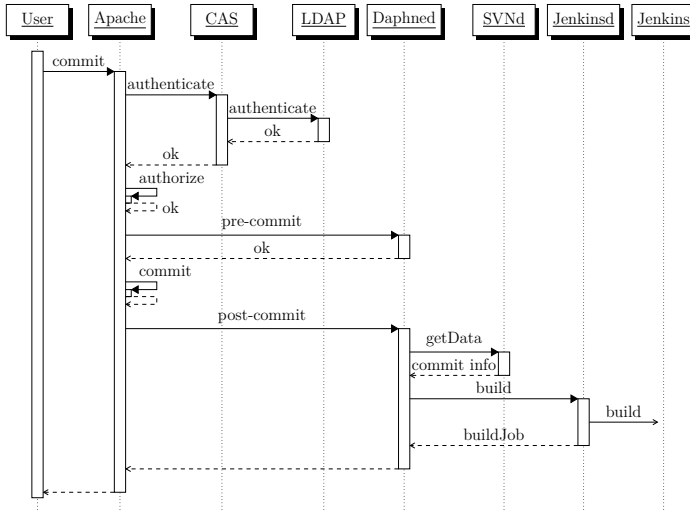 User Apache CAS LDAP Daphned SVNd Jenkinsd Jenkins
commit
authenticate
authenticate
ok
ok
authorize
ok
pre-commit
ok
commit
post-commit
getData
commit info
build
build
buildJob